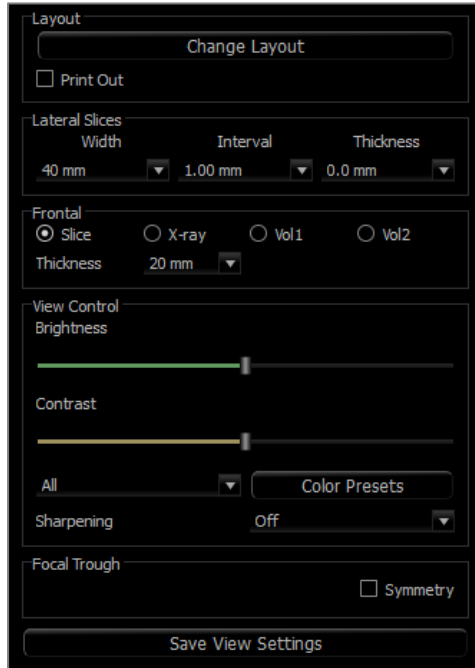 Layout
Change Layout
Print Out
Lateral Slices
Width Interval Thickness
40 mm 1.00 mm 0.0 mm
Frontal
Slice X-ray Vol1 Vol2
Thickness 20 mm
View Control
Brightness
Contrast
All Color Presets
Sharpening Off
Focal Trough
Symmetry
Save View Settings